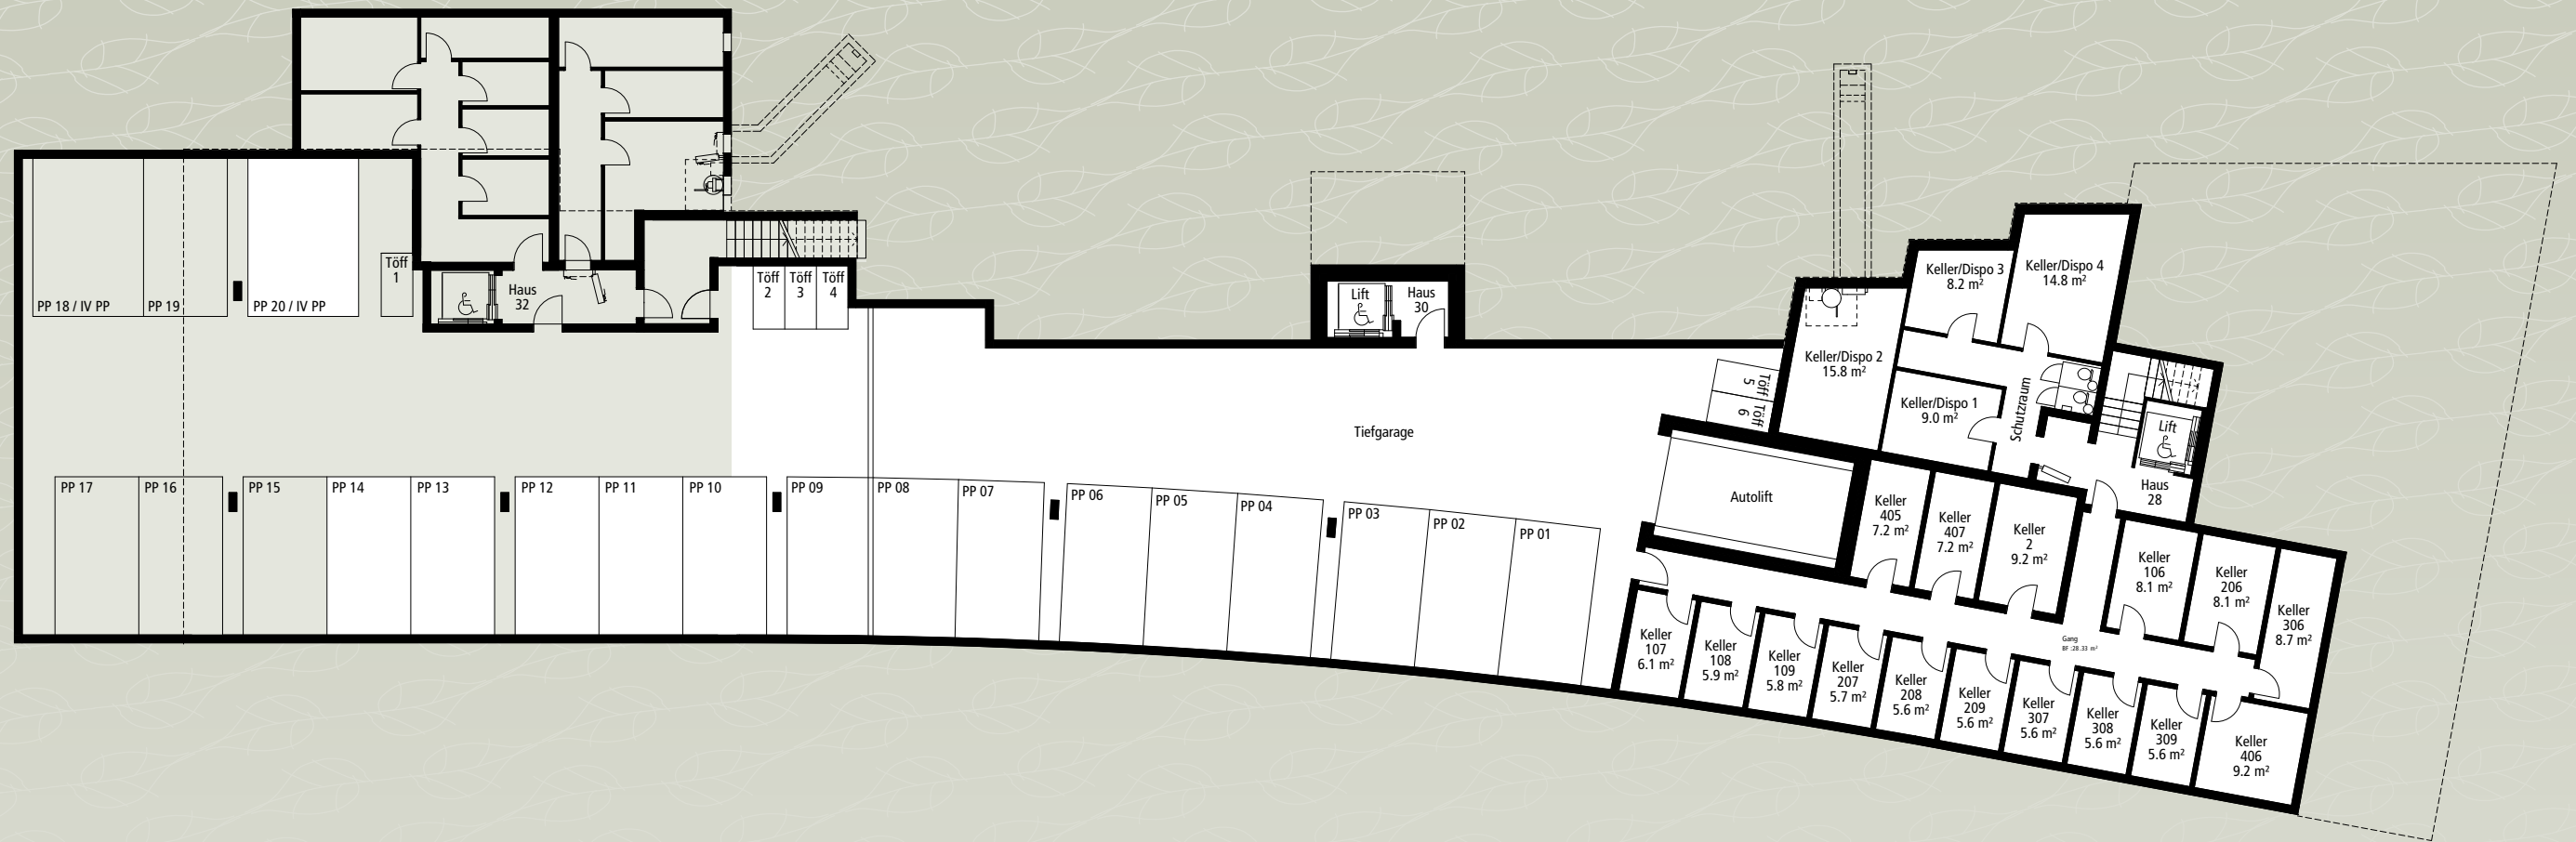 PP 18 / IV PP
PP 19
PP 20 / IV PP
Töff
1
Haus
32
Töff
2
Töff
3
Töff
4
Lift
Haus
30
Keller/Dispo 2
15.8 m²
Keller/Dispo 3
8.2 m²
Keller/Dispo 4
14.8 m²
Keller/Dispo 1
9.0 m²
Schutzraum
Töff
5
Töff
6
Lift
Haus
28
Tiefgarage
Autolift
PP 17
PP 16
PP 15
PP 14
PP 13
PP 12
PP 11
PP 10
PP 09
PP 08
PP 07
PP 06
PP 05
PP 04
PP 03
PP 02
PP 01
Keller
405
7.2 m²
Keller
407
7.2 m²
Keller
2
9.2 m²
Keller
106
8.1 m²
Keller
206
8.1 m²
Keller
306
8.7 m²
Gang
BF :28.33 m²
Keller
107
6.1 m²
Keller
108
5.9 m²
Keller
109
5.8 m²
Keller
207
5.7 m²
Keller
208
5.6 m²
Keller
209
5.6 m²
Keller
307
5.6 m²
Keller
308
5.6 m²
Keller
309
5.6 m²
Keller
406
9.2 m²